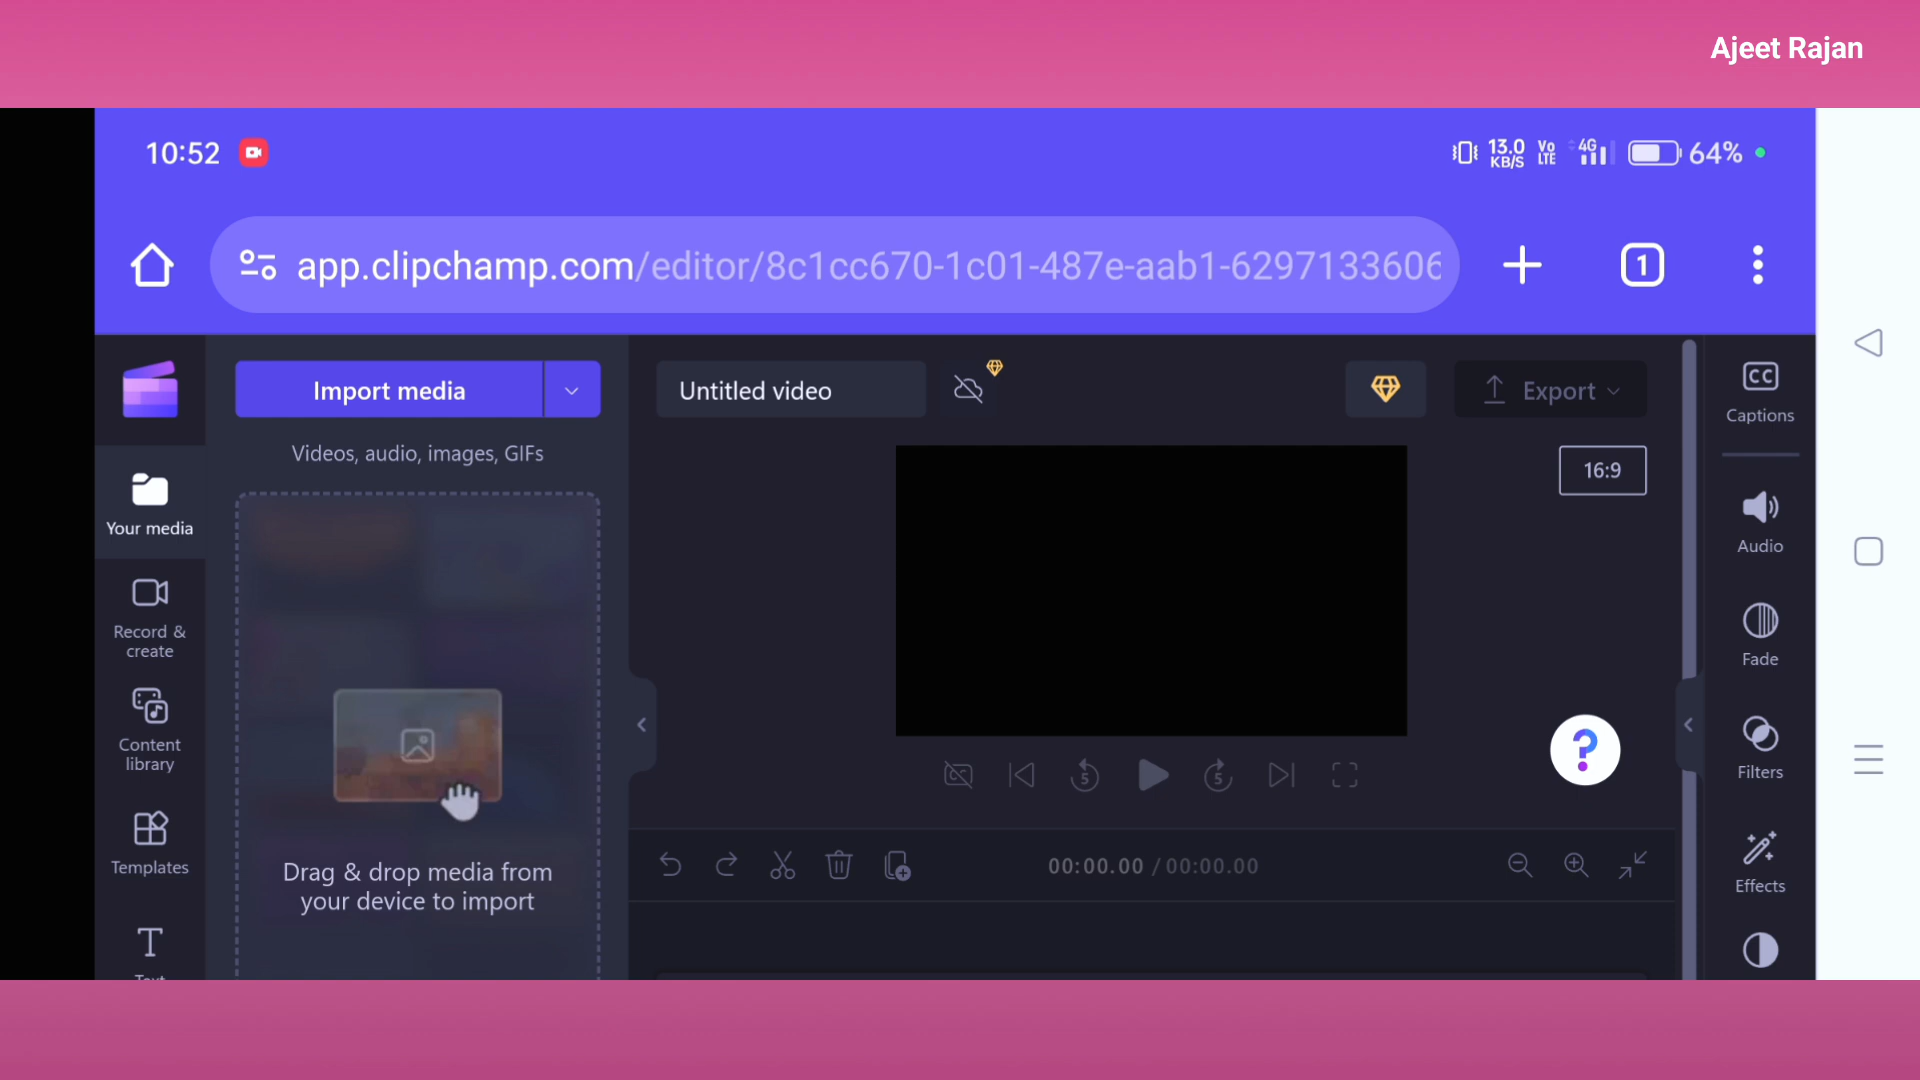 Ajeet Rajan
10:52
13.0 KB/S
Vo LTE
4G
64%
app.clipchamp.com/editor/8c1cc670-1c01-487e-aab1-6297133606
1
Import media
Untitled video
Export
CC
Captions
Videos, audio, images, GIFs
16:9
Your media
Audio
Record &
create
Fade
Content
library
Filters
5
5
?
Drag & drop media from
your device to import
Templates
00:00.00 / 00:00.00
Effects
Text